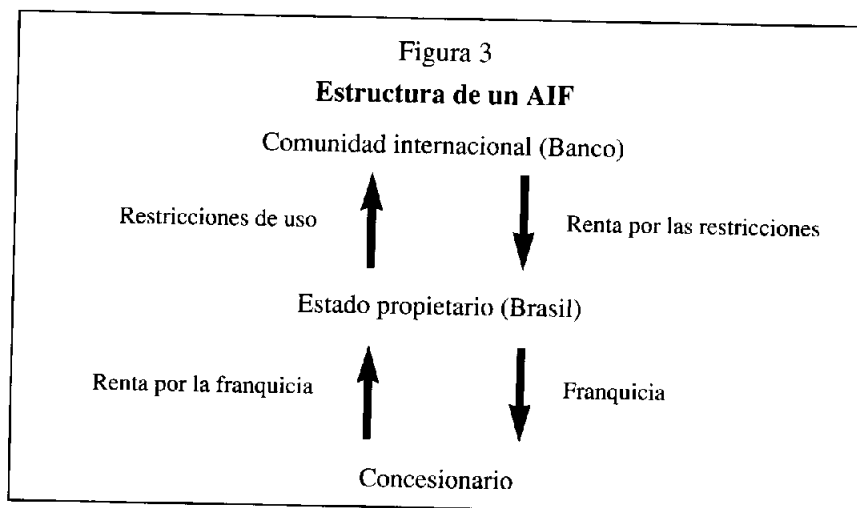 Figura 3
Estructura de un AIF
Comunidad internacional (Banco)
Restricciones de uso
Renta por las restricciones
Estado propietario (Brasil)
Renta por la franquicia
Franquicia
Concesionario